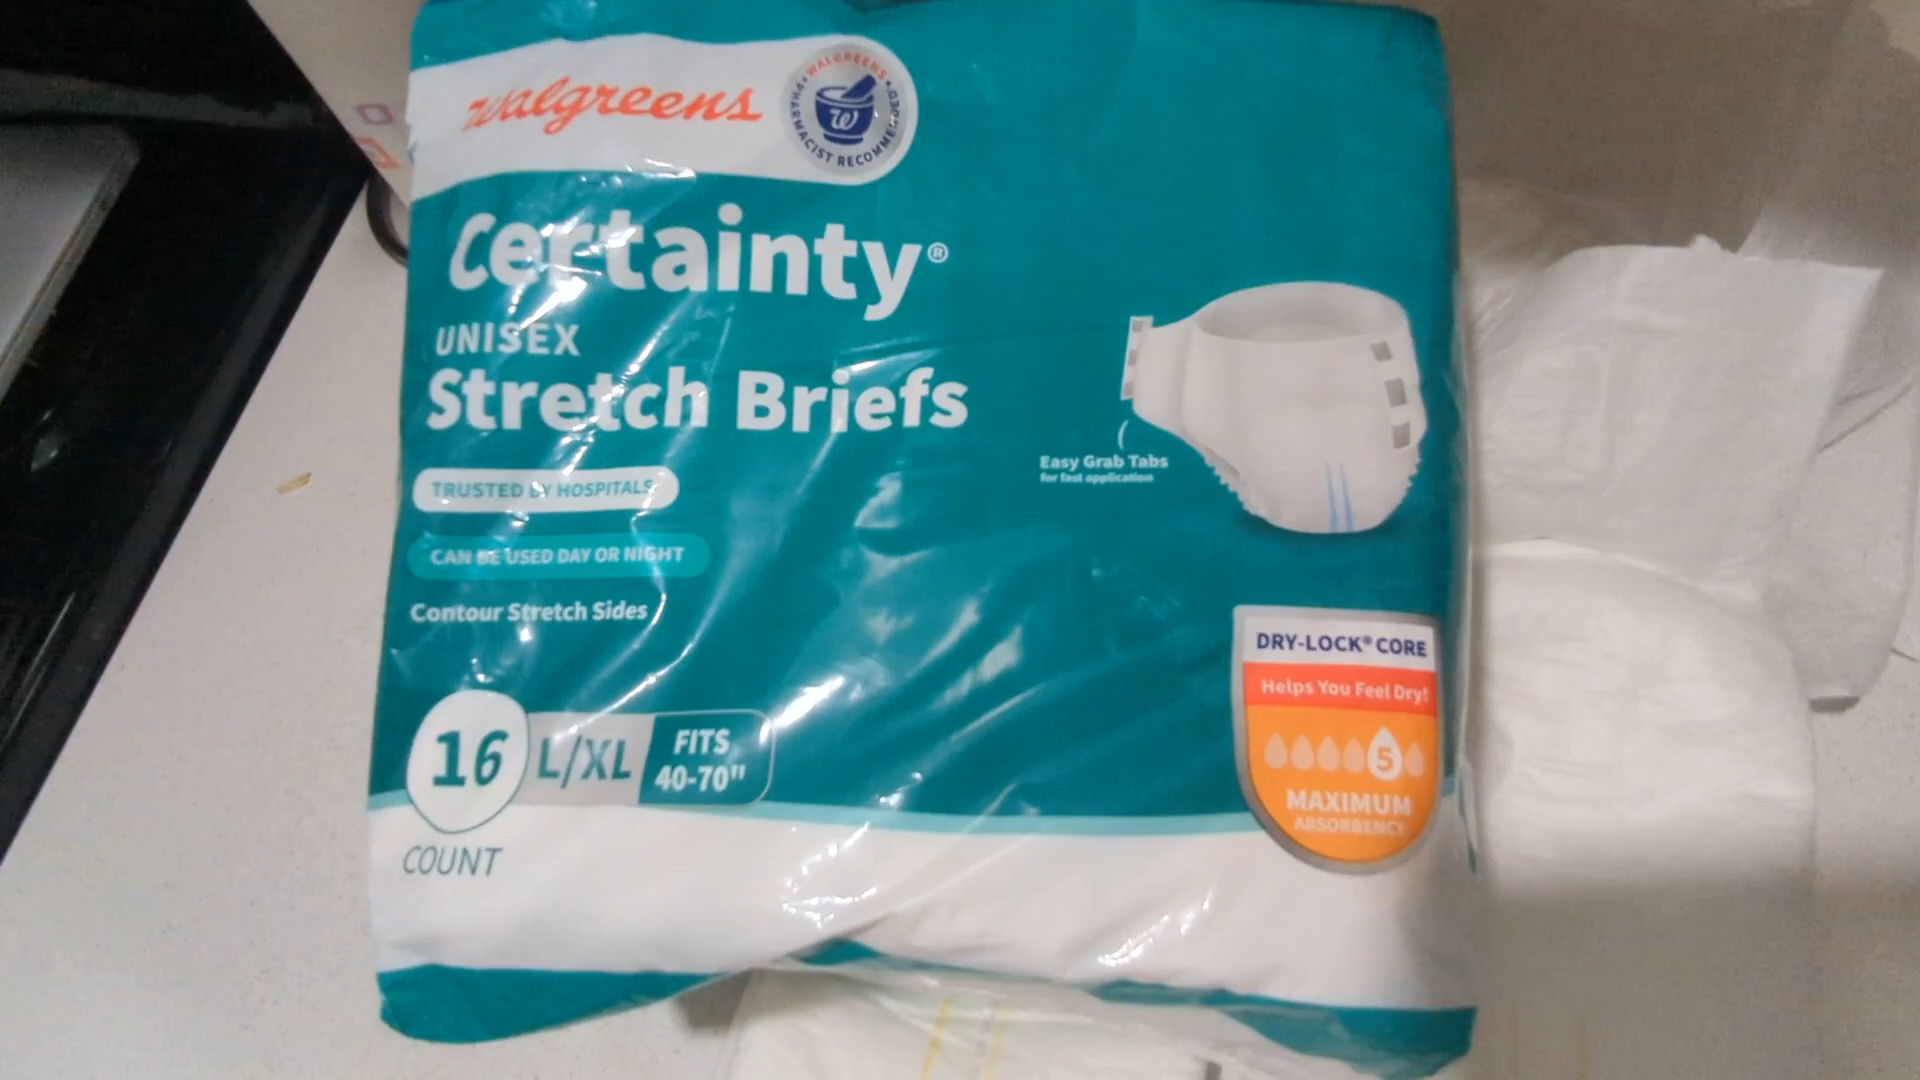 Walgreens
WALGREENS
PHARMACIST RECOMMENDED
W
Certainty®
UNISEX
Stretch Briefs
TRUSTED BY HOSPITALS
CAN BE USED DAY OR NIGHT
Contour Stretch Sides
Easy Grab Tabs
for fast application
DRY-LOCK® CORE
Helps You Feel Dry!
5
MAXIMUM
ABSORBENCY
16
COUNT
L/XL
FITS
40-70"